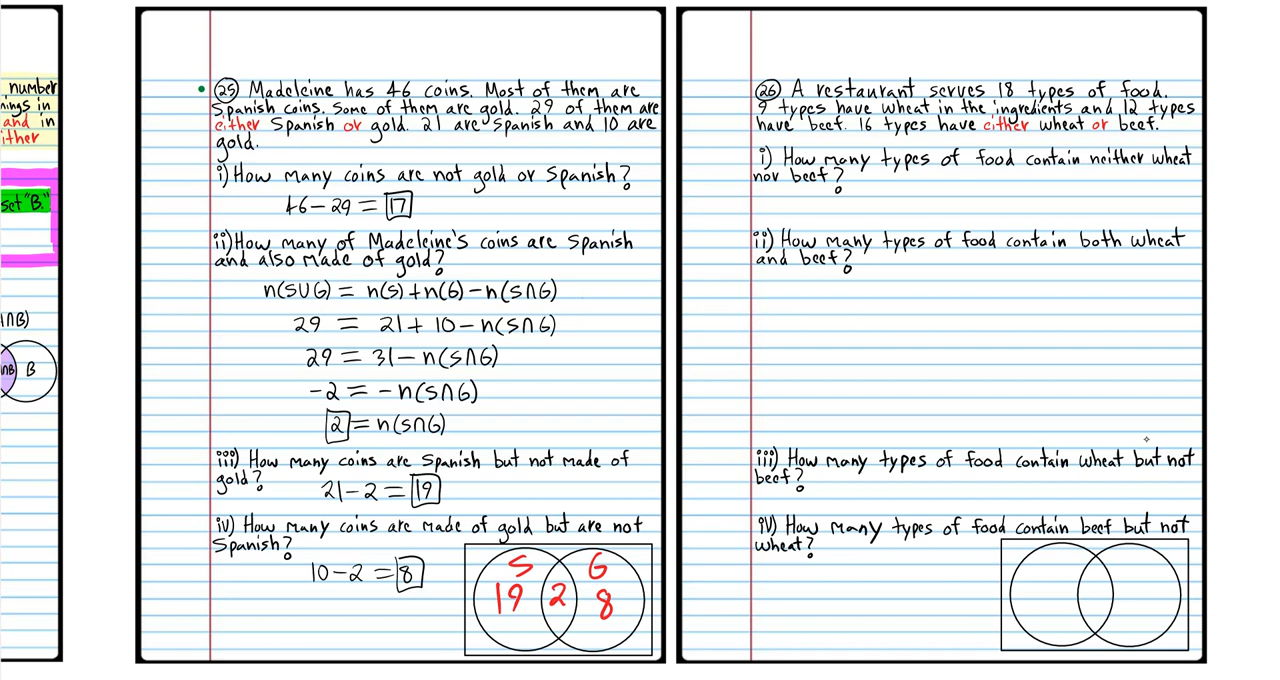 number
nings in
and in
ither
set "B."
(∩B)
∩B) B
25 Madeleine has 46 coins. Most of them are
Spanish coins. Some of them are gold. 29 of them are
either Spanish or gold. 21 are Spanish and 10 are
gold.
i) How many coins are not gold or Spanish?
46 - 29 = 17
ii) How many of Madeleine's coins are Spanish
and also made of gold?
n(S∪G) = n(S) + n(G) - n(S∩G)
29 = 21 + 10 - n(S∩G)
29 = 31 - n(S∩G)
-2 = -n(S∩G)
2 = n(S∩G)
iii) How many coins are Spanish but not made of
gold?
21 - 2 = 19
iv) How many coins are made of gold but are not
Spanish?
10 - 2 = 8
S G
19 2 8
26 A restaurant serves 18 types of food.
9 types have wheat in the ingredients and 12 types
have beef. 16 types have either wheat or beef.
i) How many types of food contain neither wheat
nor beef?
ii) How many types of food contain both wheat
and beef?
iii) How many types of food contain wheat but not
beef?
iv) How many types of food contain beef but not
wheat?